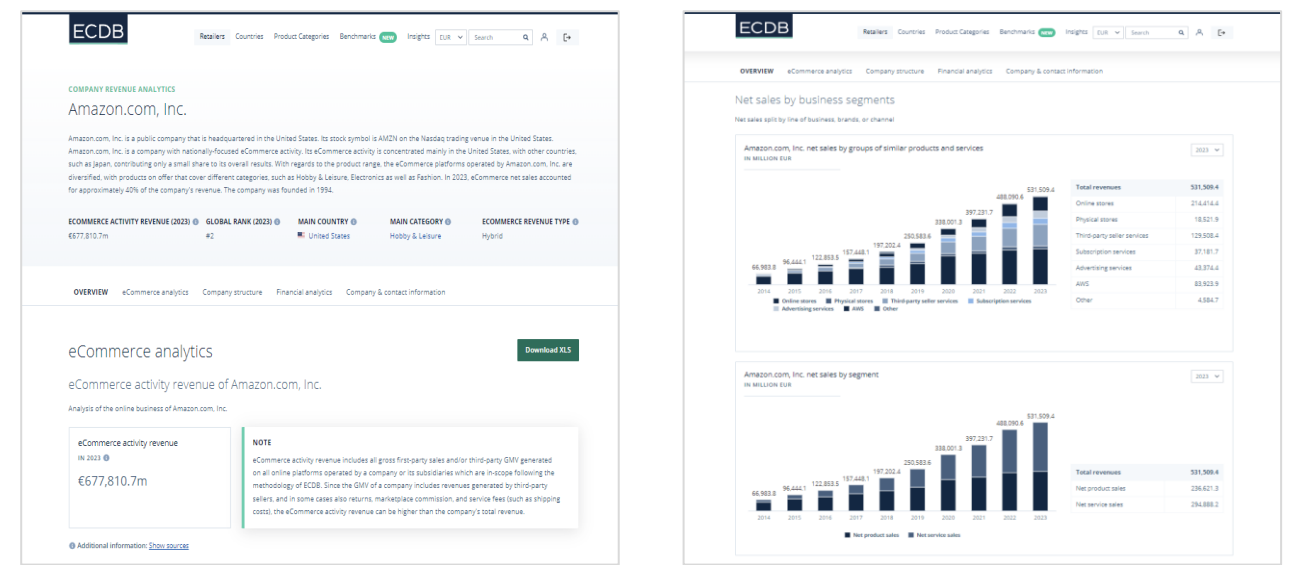 ECDB
Retailers Countries Product Categories Benchmarks NEW Insights EUR Search
COMPANY REVENUE ANALYTICS
Amazon.com, Inc.
Amazon.com, Inc. is a public company that is headquartered in the United States. Its stock symbol is AMZN on the Nasdaq trading venue in the United States.
Amazon.com, Inc. is a company with nationally-focused eCommerce activity. Its eCommerce activity is concentrated mainly in the United States, with other countries,
such as Japan, contributing only a small share to its overall results. With regards to the product range, the eCommerce platforms operated by Amazon.com, Inc. are
diversified, with products on offer that cover different categories, such as Hobby & Leisure, Electronics as well as Fashion. In 2023, eCommerce net sales accounted
for approximately 40% of the company's revenue. The company was founded in 1994.
ECOMMERCE ACTIVITY REVENUE (2023) GLOBAL RANK (2023) MAIN COUNTRY MAIN CATEGORY ECOMMERCE REVENUE TYPE
€677,810.7m #2 United States Hobby & Leisure Hybrid
OVERVIEW eCommerce analytics Company structure Financial analytics Company & contact information
eCommerce analytics
Download XLS
eCommerce activity revenue of Amazon.com, Inc.
Analysis of the online business of Amazon.com, Inc.
eCommerce activity revenue
IN 2023
€677,810.7m
NOTE
eCommerce activity revenue includes all gross first-party sales and/or third-party GMV generated
on all online platforms operated by a company or its subsidiaries which are in-scope following the
methodology of ECDB. Since the GMV of a company includes revenues generated by third-party
sellers, and in some cases also returns, marketplace commission, and service fees (such as shipping
costs), the eCommerce activity revenue can be higher than the company's total revenue.
Additional information: Show sources
ECDB
Retailers Countries Product Categories Benchmarks NEW Insights EUR Search
OVERVIEW eCommerce analytics Company structure Financial analytics Company & contact information
Net sales by business segments
Net sales split by line of business, brands, or channel
Amazon.com, Inc. net sales by groups of similar products and services
IN MILLION EUR
2023
66,983.8 96,444.1 122,853.5 157,448.1 197,202.4 250,583.6 338,001.3 397,231.7 488,090.6 531,509.4
2014 2015 2016 2017 2018 2019 2020 2021 2022 2023
Online stores Physical stores Third-party seller services Subscription services
Advertising services AWS Other
Total revenues 531,509.4
Online stores 214,414.4
Physical stores 18,521.9
Third-party seller services 129,508.4
Subscription services 37,181.7
Advertising services 43,374.4
AWS 83,923.9
Other 4,584.7
Amazon.com, Inc. net sales by segment
IN MILLION EUR
2023
66,983.8 96,444.1 122,853.5 157,448.1 197,202.4 250,583.6 338,001.3 397,231.7 488,090.6 531,509.4
2014 2015 2016 2017 2018 2019 2020 2021 2022 2023
Net product sales Net service sales
Total revenues 531,509.4
Net product sales 236,621.3
Net service sales 294,888.2